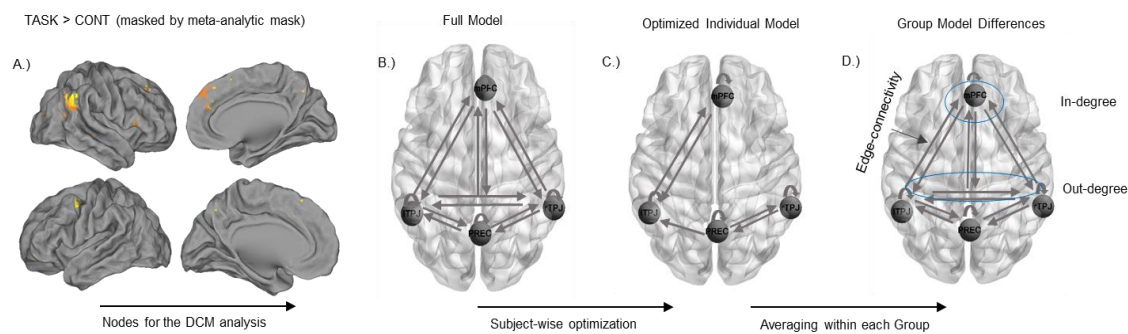 TASK > CONT (masked by meta-analytic mask)
Full Model
Optimized Individual Model
Group Model Differences
A.)
B.)
C.)
D.)
mPFC
mPFC
mPFC
In-degree
Edge-connectivity
Out-degree
lTPJ
rTPJ
PREC
lTPJ
rTPJ
PREC
lTPJ
rTPJ
PREC
Nodes for the DCM analysis
Subject-wise optimization
Averaging within each Group